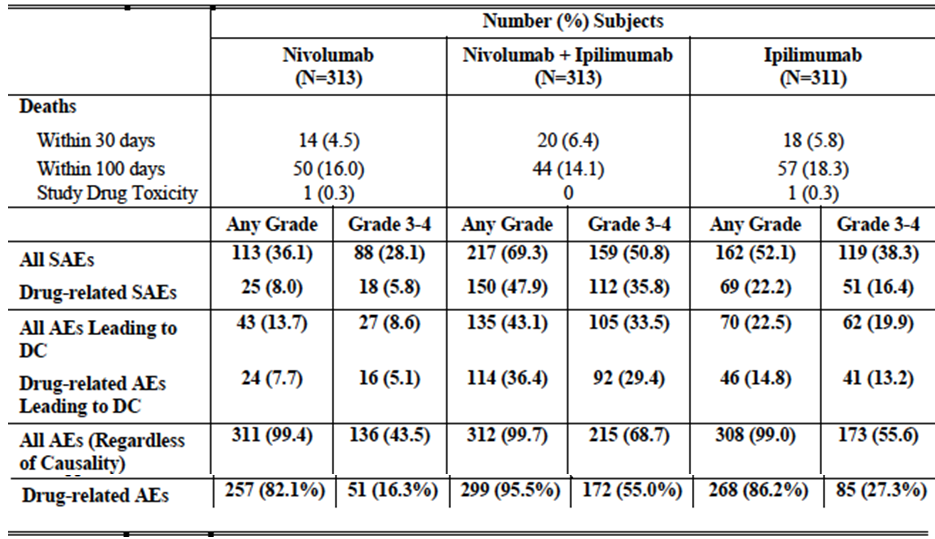 Number (%) Subjects
Nivolumab Nivolumab + Ipilimumab Ipilimumab
(N=313) (N=313) (N=311)
Deaths
Within 30 days 14 (4.5) 20 (6.4) 18 (5.8)
Within 100 days 50 (16.0) 44 (14.1) 57 (18.3)
Study Drug Toxicity 1 (0.3) 0 1 (0.3)
Any Grade Grade 3-4 Any Grade Grade 3-4 Any Grade Grade 3-4
All SAEs 113 (36.1) 88 (28.1) 217 (69.3) 159 (50.8) 162 (52.1) 119 (38.3)
Drug-related SAEs 25 (8.0) 18 (5.8) 150 (47.9) 112 (35.8) 69 (22.2) 51 (16.4)
All AEs Leading to 43 (13.7) 27 (8.6) 135 (43.1) 105 (33.5) 70 (22.5) 62 (19.9)
DC
Drug-related AEs 24 (7.7) 16 (5.1) 114 (36.4) 92 (29.4) 46 (14.8) 41 (13.2)
Leading to DC
All AEs (Regardless 311 (99.4) 136 (43.5) 312 (99.7) 215 (68.7) 308 (99.0) 173 (55.6)
of Causality)
Drug-related AEs 257 (82.1%) 51 (16.3%) 299 (95.5%) 172 (55.0%) 268 (86.2%) 85 (27.3%)